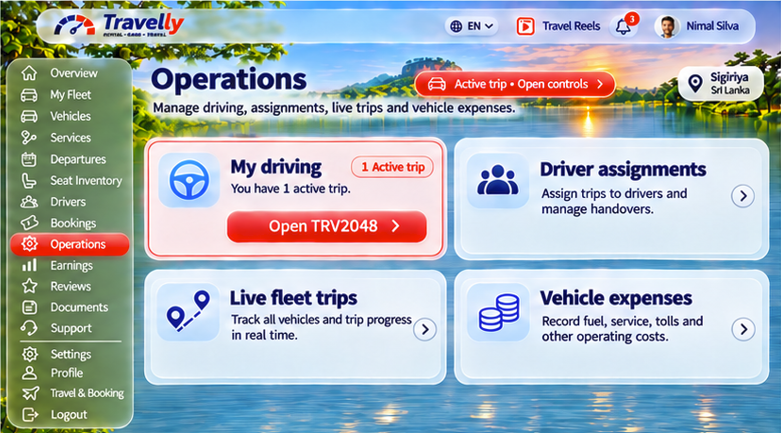 Travelly
RENTAL • CABS • TRAVEL
EN
Travel Reels
3
Nimal Silva
Overview
My Fleet
Vehicles
Services
Departures
Seat Inventory
Drivers
Bookings
Operations
Earnings
Reviews
Documents
Support
Settings
Profile
Travel & Booking
Logout
Operations
Manage driving, assignments, live trips and vehicle expenses.
Active trip • Open controls
Sigiriya
Sri Lanka
My driving
1 Active trip
You have 1 active trip.
Open TRV2048
Driver assignments
Assign trips to drivers and
manage handovers.
Live fleet trips
Track all vehicles and trip progress
in real time.
Vehicle expenses
Record fuel, service, tolls and
other operating costs.